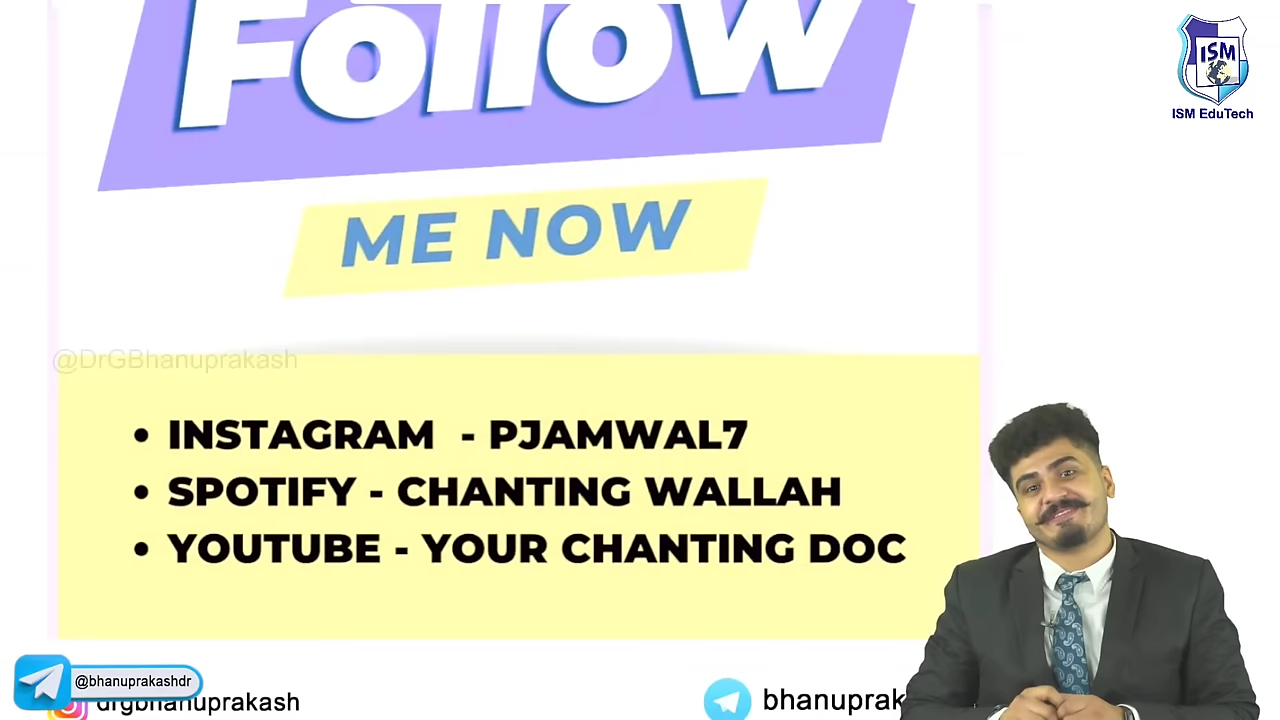 Follow
ISM
ISM EduTech
ME NOW
@DrGBhanuprakash
• INSTAGRAM - PJAMWAL7
• SPOTIFY - CHANTING WALLAH
• YOUTUBE - YOUR CHANTING DOC
@bhanuprakashdr
drgbhanuprakash